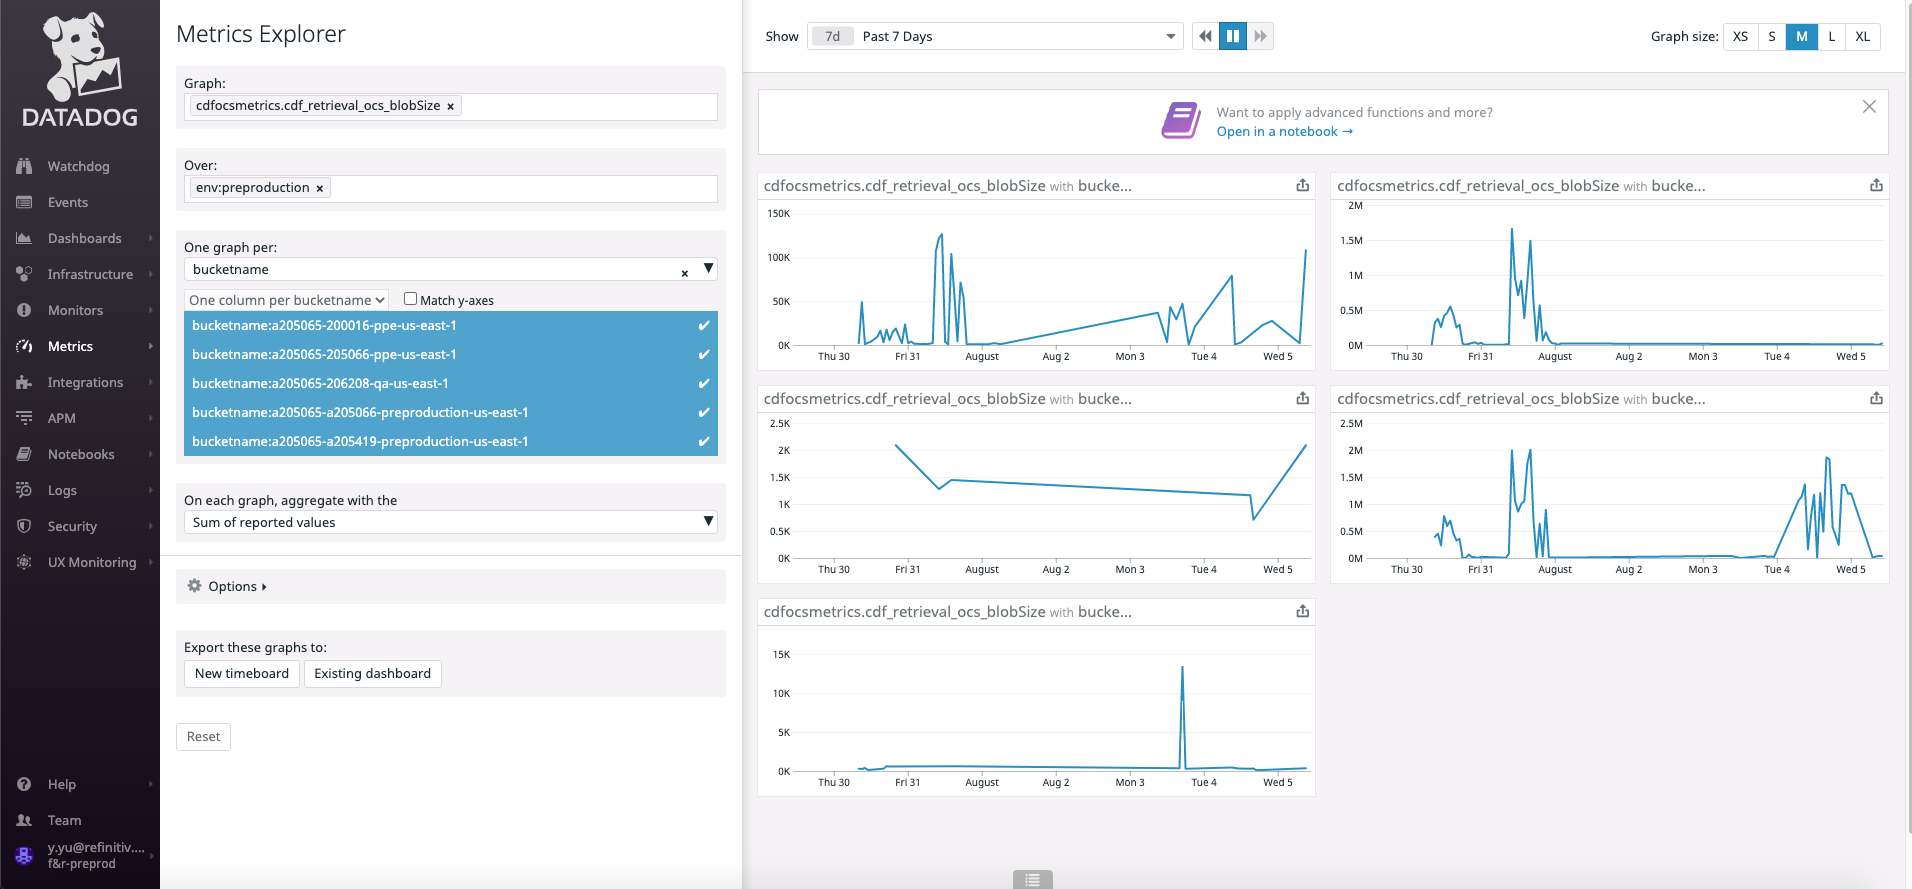 DATADOG
Watchdog
Events
Dashboards
Infrastructure
Monitors
Metrics
Integrations
APM
Notebooks
Logs
Security
UX Monitoring
Help
Team
y.yu@refinitiv....
f&r-preprod
Metrics Explorer
Graph:
cdfocsmetrics.cdf_retrieval_ocs_blobSize ×
Over:
env:preproduction ×
One graph per:
bucketname × ▼
One column per bucketname Match y-axes
bucketname:a205065-200016-ppe-us-east-1 ✔
bucketname:a205065-205066-ppe-us-east-1 ✔
bucketname:a205065-206208-qa-us-east-1 ✔
bucketname:a205065-a205066-preproduction-us-east-1 ✔
bucketname:a205065-a205419-preproduction-us-east-1 ✔
On each graph, aggregate with the
Sum of reported values ▼
Options
Export these graphs to:
New timeboard Existing dashboard
Reset
Show 7d Past 7 Days
Graph size: XS S M L XL
Want to apply advanced functions and more?
Open in a notebook →
cdfocsmetrics.cdf_retrieval_ocs_blobSize with bucke...
150K
100K
50K
0K
Thu 30 Fri 31 August Aug 2 Mon 3 Tue 4 Wed 5
cdfocsmetrics.cdf_retrieval_ocs_blobSize with bucke...
2M
1.5M
1M
0.5M
0M
Thu 30 Fri 31 August Aug 2 Mon 3 Tue 4 Wed 5
cdfocsmetrics.cdf_retrieval_ocs_blobSize with bucke...
2.5K
2K
1.5K
1K
0.5K
0K
Thu 30 Fri 31 August Aug 2 Mon 3 Tue 4 Wed 5
cdfocsmetrics.cdf_retrieval_ocs_blobSize with bucke...
2.5M
2M
1.5M
1M
0.5M
0M
Thu 30 Fri 31 August Aug 2 Mon 3 Tue 4 Wed 5
cdfocsmetrics.cdf_retrieval_ocs_blobSize with bucke...
15K
10K
5K
0K
Thu 30 Fri 31 August Aug 2 Mon 3 Tue 4 Wed 5